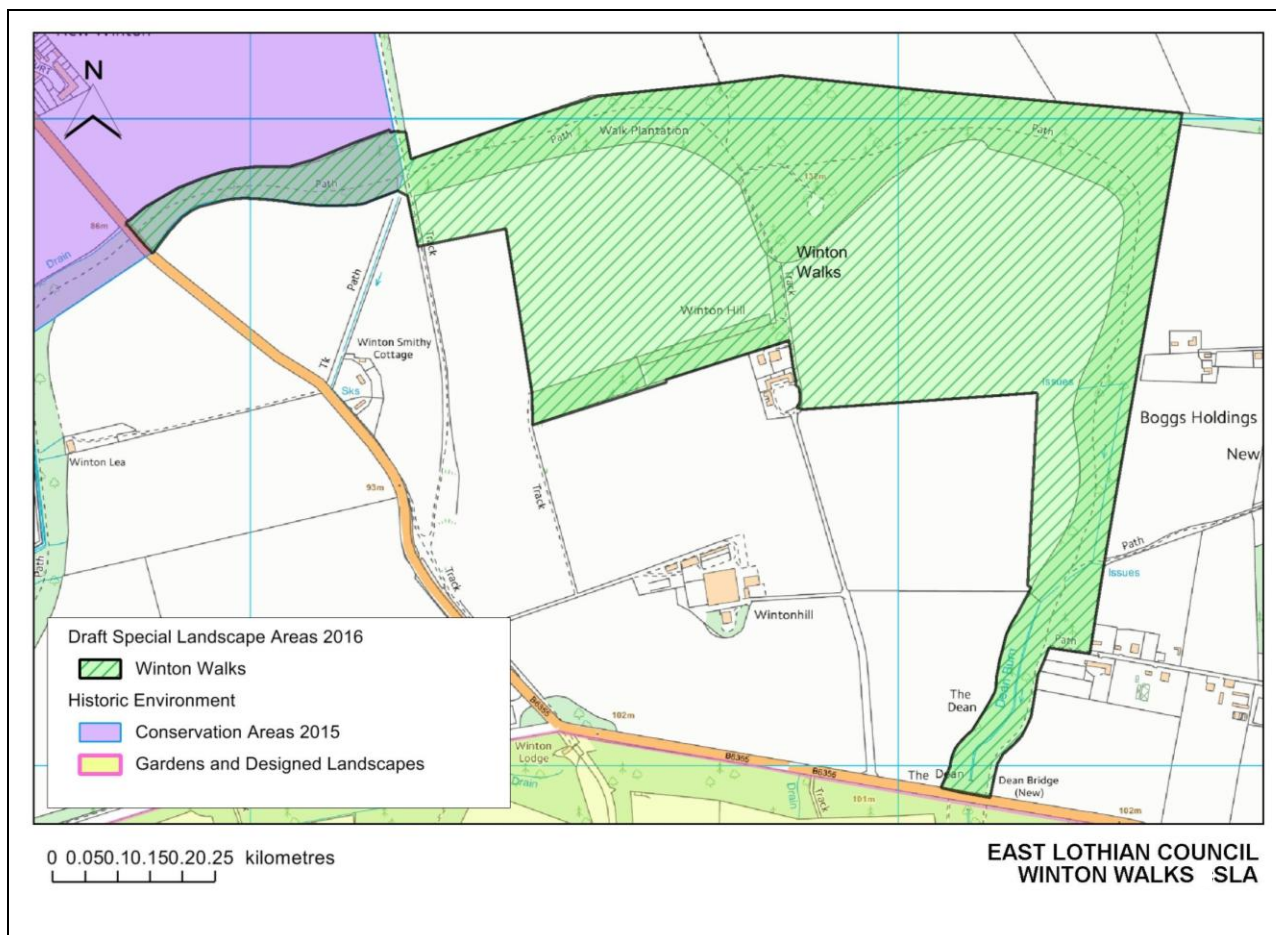 New Winton
N
Path
Walk Plantation
Path
Path
86m
Drain
137m
Track
Winton
Walks
Track
Path
Winton Hill
Winton Smithy
Cottage
Tk
Sks
Issues
Boggs Holdings
New
Winton Lea
93m
Track
Path
Path
Issues
Track
Wintonhill
Path
Draft Special Landscape Areas 2016
Winton Walks
Historic Environment
Conservation Areas 2015
Gardens and Designed Landscapes
Dean Burn
The
Dean
B6355
102m
Winton
Lodge
Drain
B6355
The Dean
Dean Bridge
(New)
Drain
Track
101m
102m
0 0.050.10.150.20.25 kilometres
EAST LOTHIAN COUNCIL
WINTON WALKS SLA